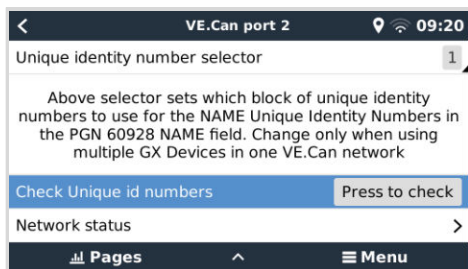 VE.Can port 2 09:20
Unique identity number selector 1
Above selector sets which block of unique identity
numbers to use for the NAME Unique Identity Numbers in
the PGN 60928 NAME field. Change only when using
multiple GX Devices in one VE.Can network
Check Unique id numbers Press to check
Network status
Pages Menu